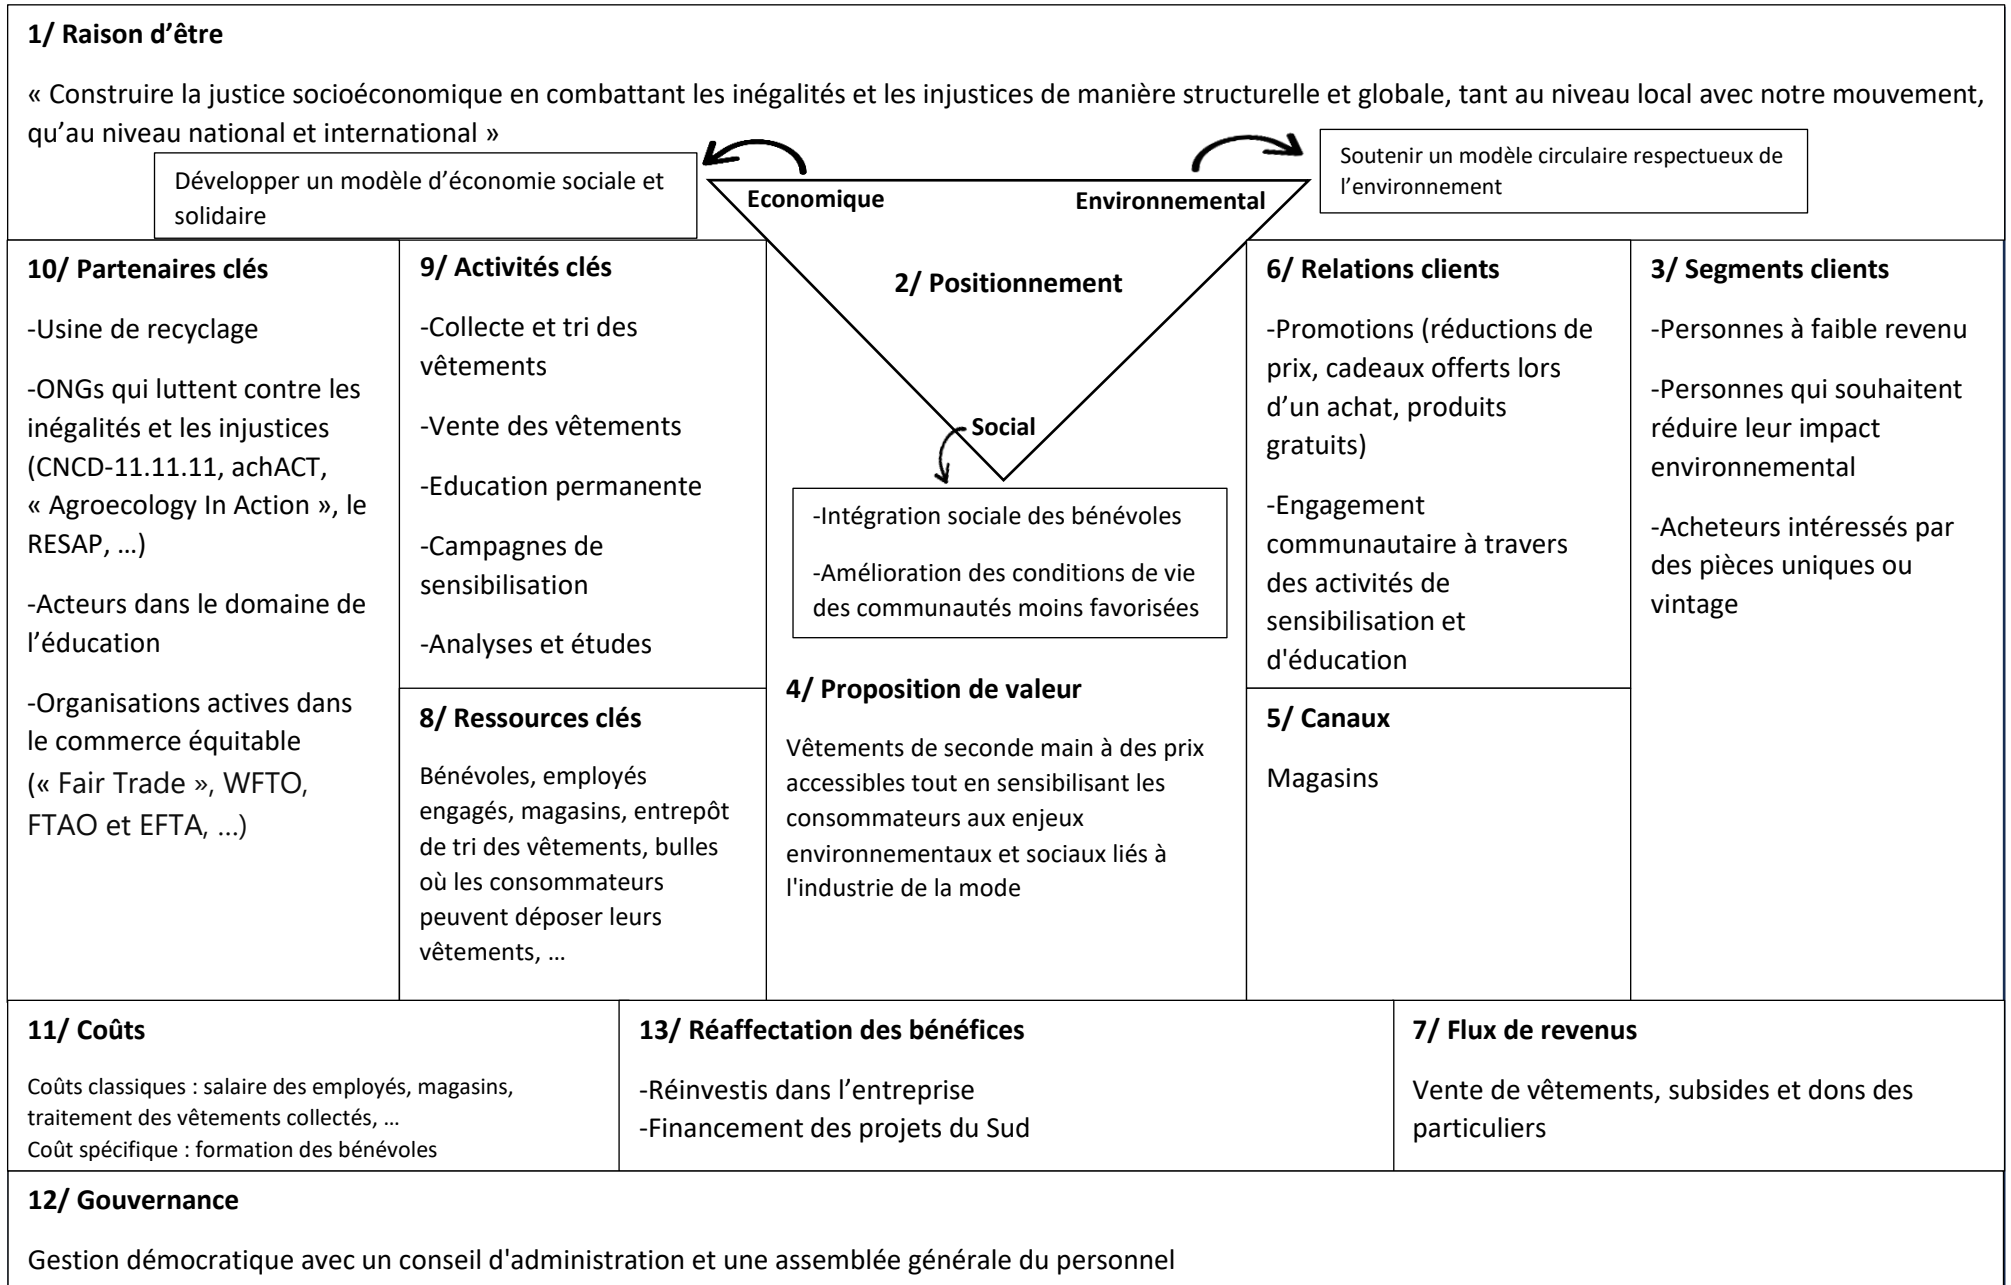 1/ Raison d’être
« Construire la justice socioéconomique en combattant les inégalités et les injustices de manière structurelle et globale, tant au niveau local avec notre mouvement,
qu’au niveau national et international »
Développer un modèle d’économie sociale et
solidaire
Soutenir un modèle circulaire respectueux de
l’environnement
Economique
Environnemental
2/ Positionnement
Social
-Intégration sociale des bénévoles
-Amélioration des conditions de vie
des communautés moins favorisées
10/ Partenaires clés
-Usine de recyclage
-ONGs qui luttent contre les
inégalités et les injustices
(CNCD-11.11.11, achACT,
« Agroecology In Action », le
RESAP, …)
-Acteurs dans le domaine de
l’éducation
-Organisations actives dans
le commerce équitable
(« Fair Trade », WFTO,
FTAO et EFTA, …)
9/ Activités clés
-Collecte et tri des
vêtements
-Vente des vêtements
-Education permanente
-Campagnes de
sensibilisation
-Analyses et études
8/ Ressources clés
Bénévoles, employés
engagés, magasins, entrepôt
de tri des vêtements, bulles
où les consommateurs
peuvent déposer leurs
vêtements, …
4/ Proposition de valeur
Vêtements de seconde main à des prix
accessibles tout en sensibilisant les
consommateurs aux enjeux
environnementaux et sociaux liés à
l'industrie de la mode
6/ Relations clients
-Promotions (réductions de
prix, cadeaux offerts lors
d’un achat, produits
gratuits)
-Engagement
communautaire à travers
des activités de
sensibilisation et
d'éducation
5/ Canaux
Magasins
3/ Segments clients
-Personnes à faible revenu
-Personnes qui souhaitent
réduire leur impact
environnemental
-Acheteurs intéressés par
des pièces uniques ou
vintage
11/ Coûts
Coûts classiques : salaire des employés, magasins,
traitement des vêtements collectés, …
Coût spécifique : formation des bénévoles
13/ Réaffectation des bénéfices
-Réinvestis dans l’entreprise
-Financement des projets du Sud
7/ Flux de revenus
Vente de vêtements, subsides et dons des
particuliers
12/ Gouvernance
Gestion démocratique avec un conseil d'administration et une assemblée générale du personnel